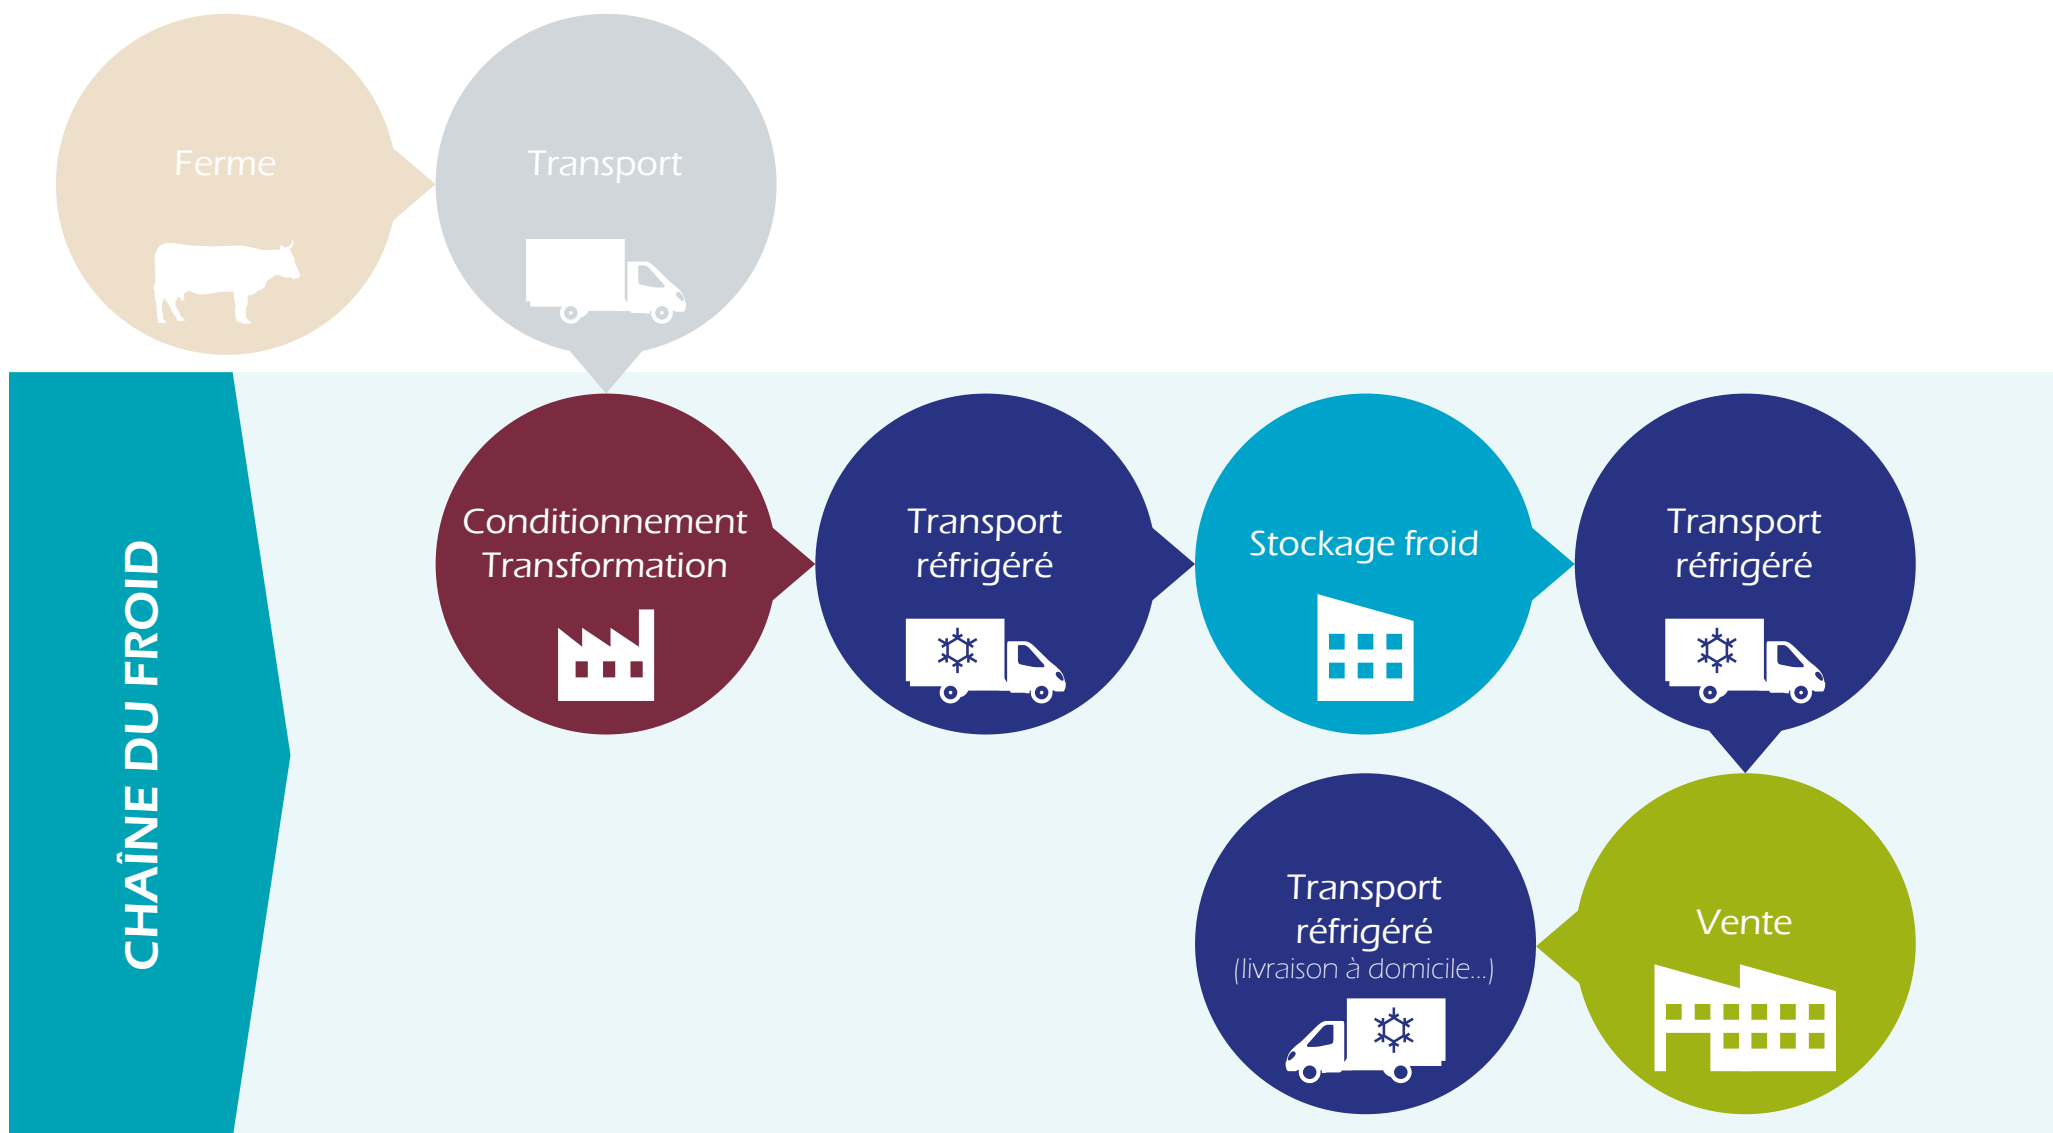 Ferme
Transport
CHAÎNE DU FROID
Conditionnement
Transformation
Transport
réfrigéré
Stockage froid
Transport
réfrigéré
Vente
Transport
réfrigéré
(livraison à domicile...)